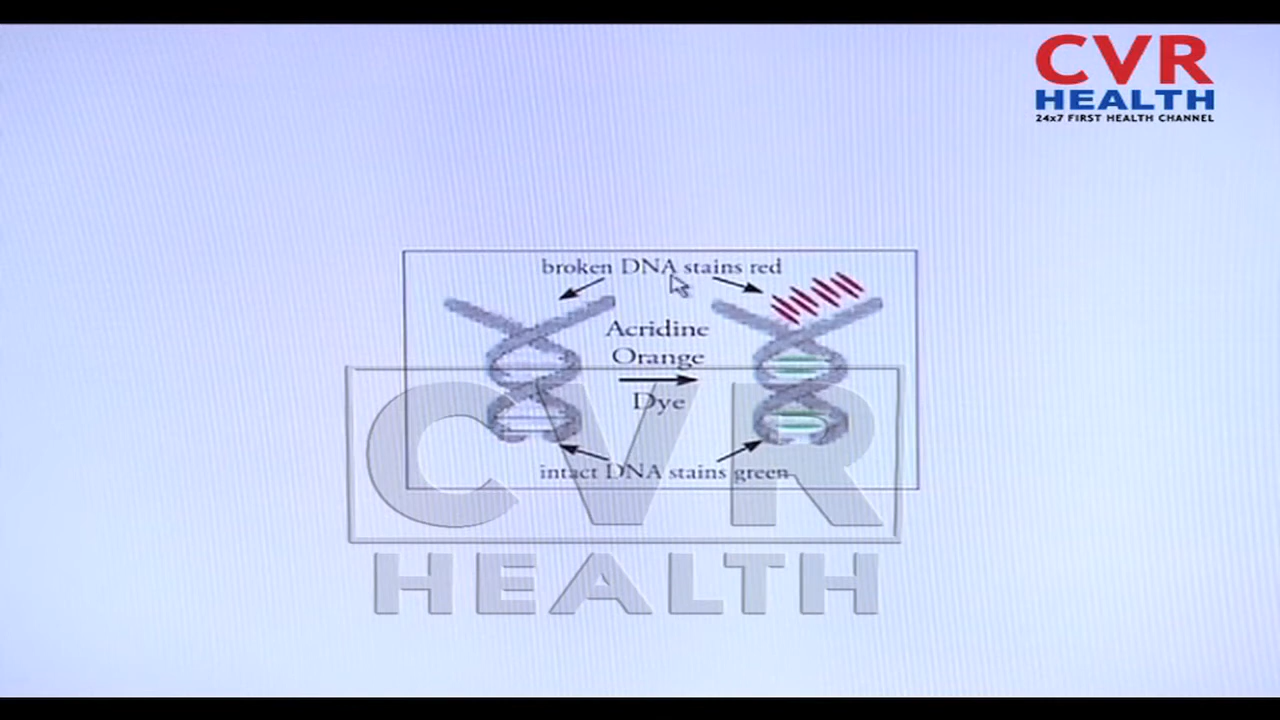 CVR
HEALTH
24x7 FIRST HEALTH CHANNEL
broken DNA stains red
Acridine
Orange
Dye
intact DNA stains green
CVR
HEALTH